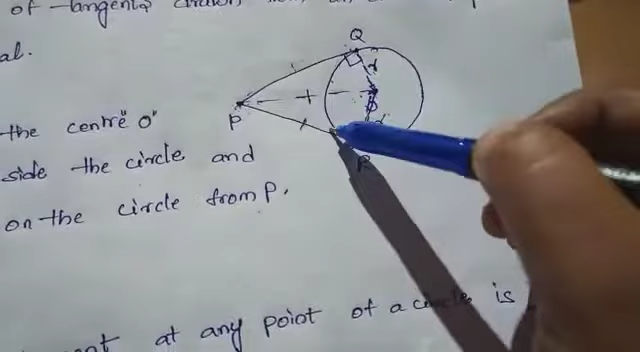 of tangents drawn
al.
Q
r
P
O
R
the centre "O"
side the circle and
on the circle from P.
at any point of a circle is